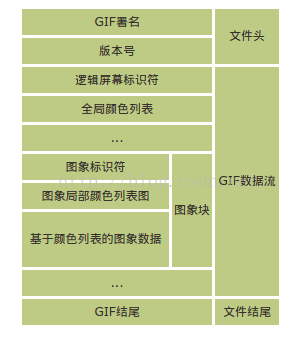 GIF署名
文件头
版本号
逻辑屏幕标识符
全局颜色列表
...
图象标识符
图象局部颜色列表图
图象块
GIF数据流
基于颜色列表的图象数据
...
GIF结尾
文件结尾